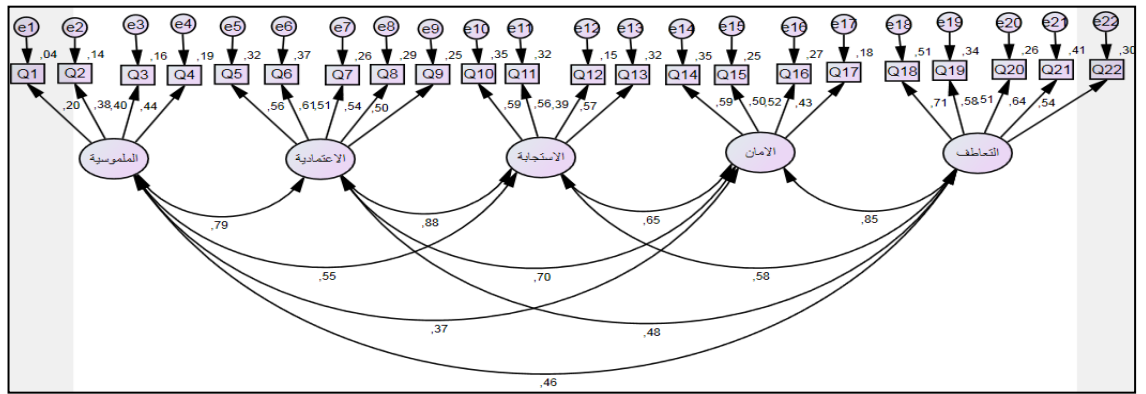 e1 e2 e3 e4 e5 e6 e7 e8 e9 e10 e11 e12 e13 e14 e15 e16 e17 e18 e19 e20 e21 e22
,04 ,14 ,16 ,19 ,32 ,37 ,26 ,29 ,25 ,35 ,32 ,15 ,32 ,35 ,25 ,27 ,18 ,51 ,34 ,26 ,41 ,30
Q1 Q2 Q3 Q4 Q5 Q6 Q7 Q8 Q9 Q10 Q11 Q12 Q13 Q14 Q15 Q16 Q17 Q18 Q19 Q20 Q21 Q22
,20 ,38 ,40 ,44 ,56 ,61 ,51 ,54 ,50 ,59 ,56 ,39 ,57 ,59 ,50 ,52 ,43 ,71 ,58 ,51 ,64 ,54
الملموسية الاعتمادية الاستجابة الامان التعاطف
,79 ,88 ,65 ,85
,55 ,70 ,58
,37 ,48
,46